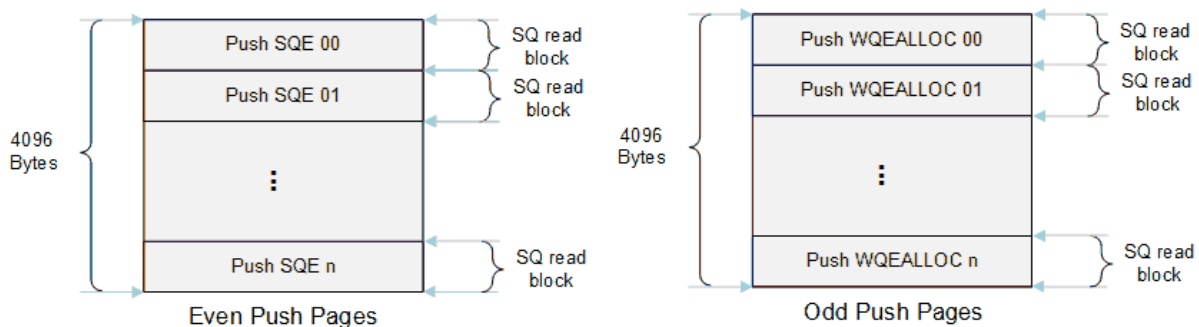 4096
Bytes
Push SQE 00
Push SQE 01
⋮
Push SQE n
SQ read
block
SQ read
block
SQ read
block
Even Push Pages
4096
Bytes
Push WQEALLOC 00
Push WQEALLOC 01
⋮
Push WQEALLOC n
SQ read
block
SQ read
block
SQ read
block
Odd Push Pages